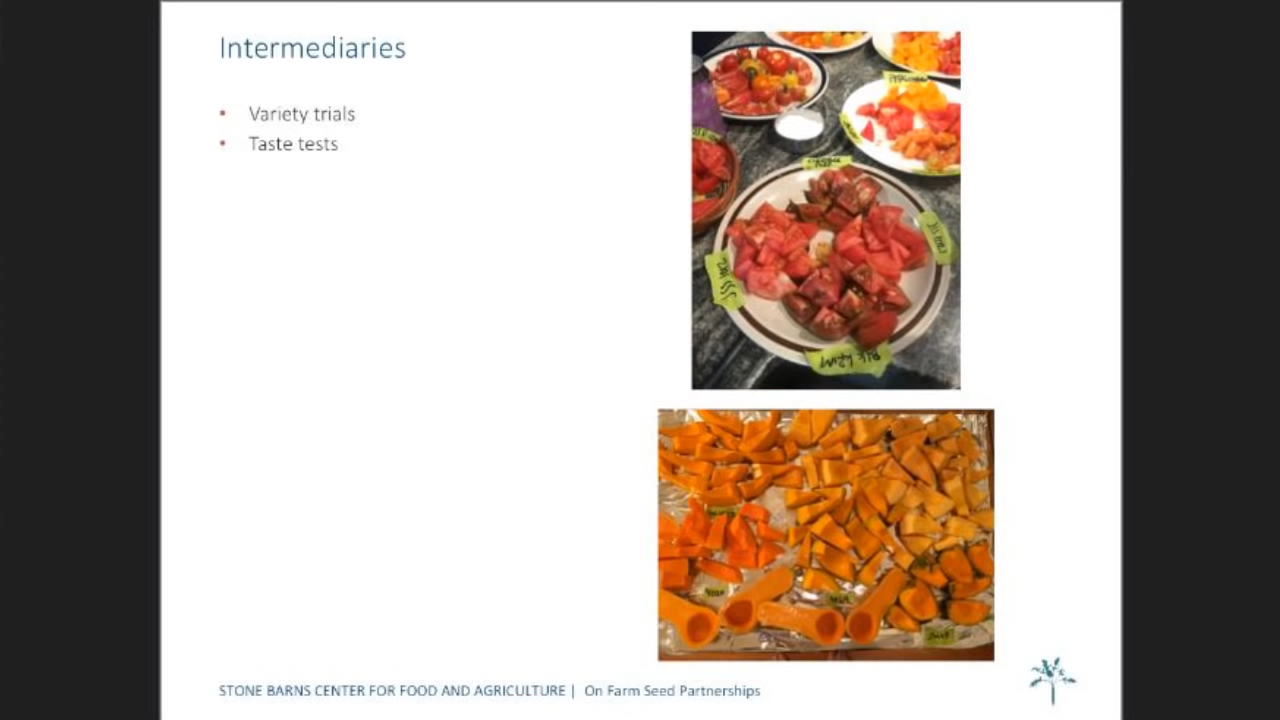 Intermediaries
• Variety trials
• Taste tests
STONE BARNS CENTER FOR FOOD AND AGRICULTURE | On Farm Seed Partnerships